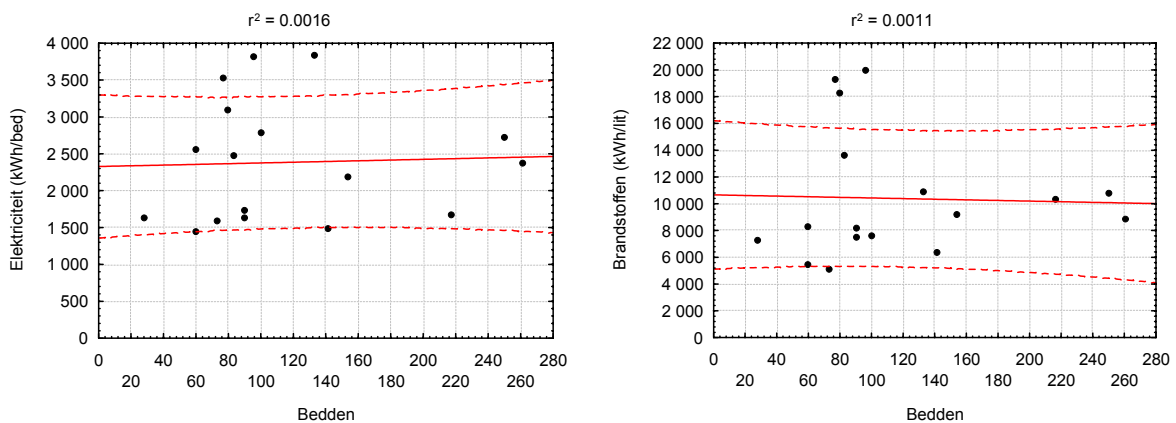 r² = 0.0016
Elektriciteit (kWh/bed)
4 000
3 500
3 000
2 500
2 000
1 500
1 000
500
0
0 40 80 120 160 200 240 280
20 60 100 140 180 220 260
Bedden
r² = 0.0011
Brandstoffen (kWh/lit)
22 000
20 000
18 000
16 000
14 000
12 000
10 000
8 000
6 000
4 000
2 000
0
0 40 80 120 160 200 240 280
20 60 100 140 180 220 260
Bedden